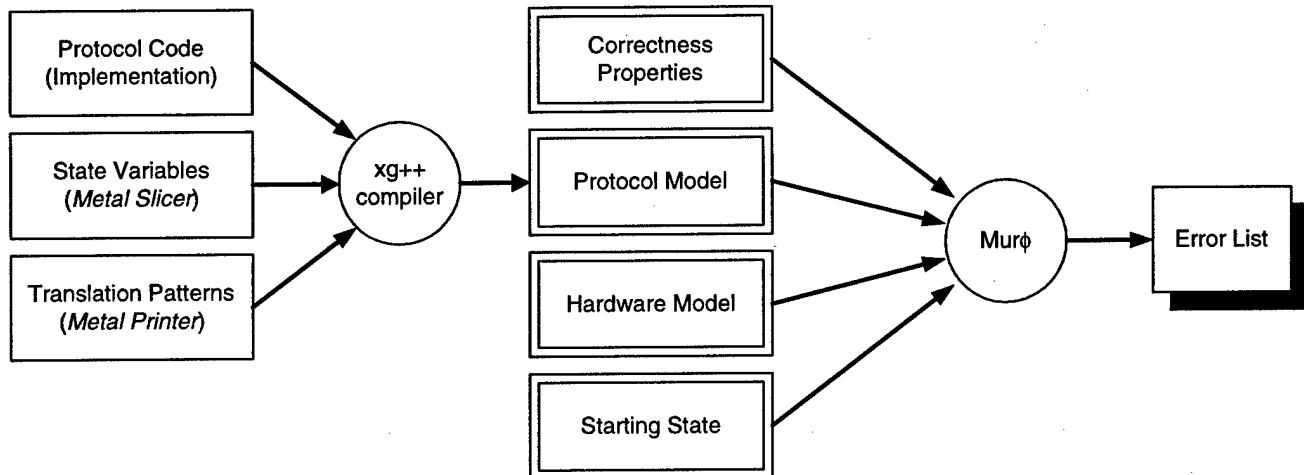 Protocol Code
(Implementation)
State Variables
(Metal Slicer)
Translation Patterns
(Metal Printer)
xg++
compiler
Correctness
Properties
Protocol Model
Hardware Model
Starting State
Murϕ
Error List